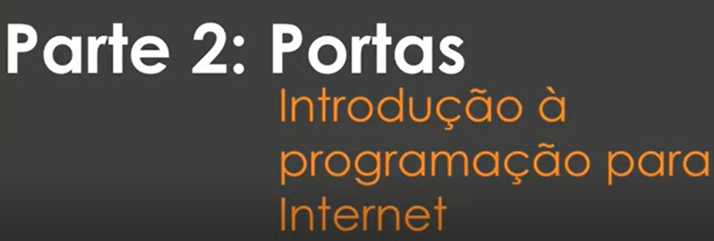 Parte 2: Portas
Introdução à
programação para
Internet